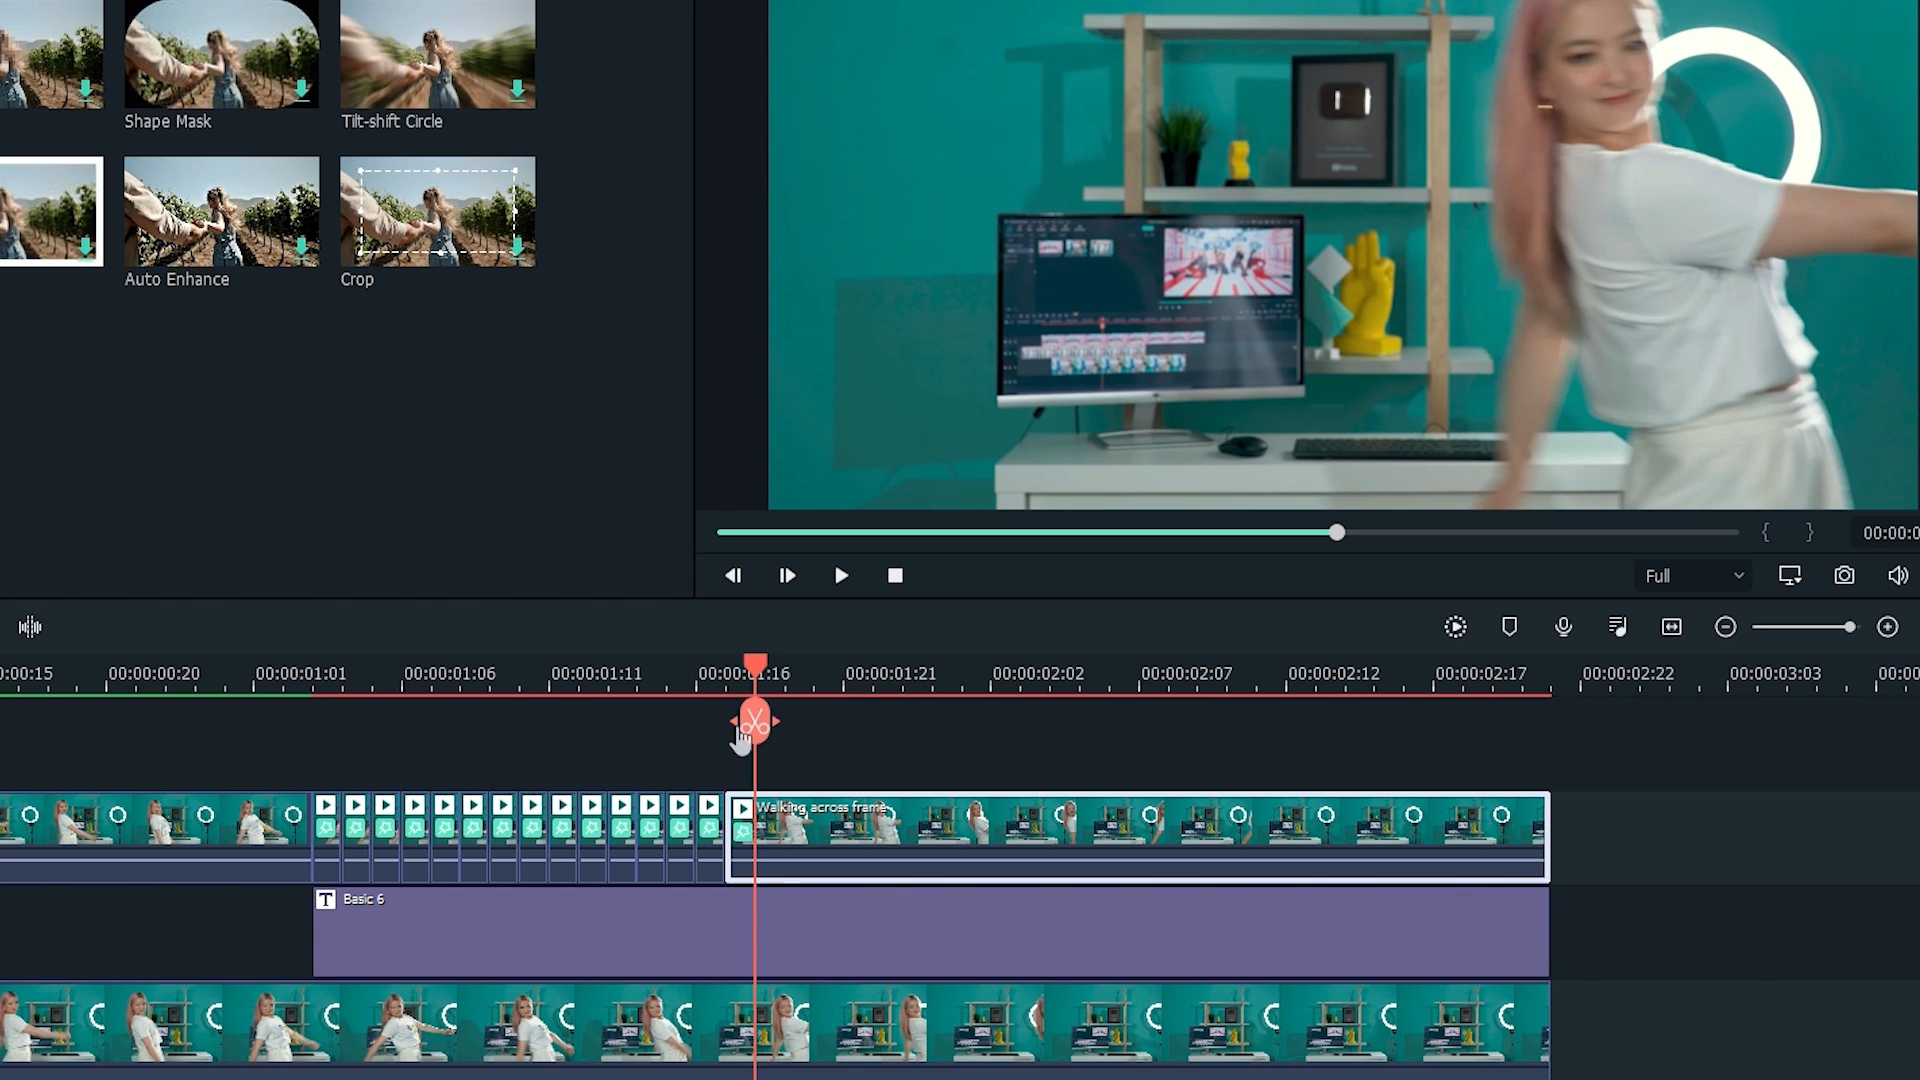 Shape Mask
Tilt-shift Circle
Auto Enhance
Crop
{ }
00:00:0
Full
0:00:15
00:00:00:20
00:00:01:01
00:00:01:06
00:00:01:11
00:00:01:16
00:00:01:21
00:00:02:02
00:00:02:07
00:00:02:12
00:00:02:17
00:00:02:22
00:00:03:03
00:00
Walking across frame
T Basic 6